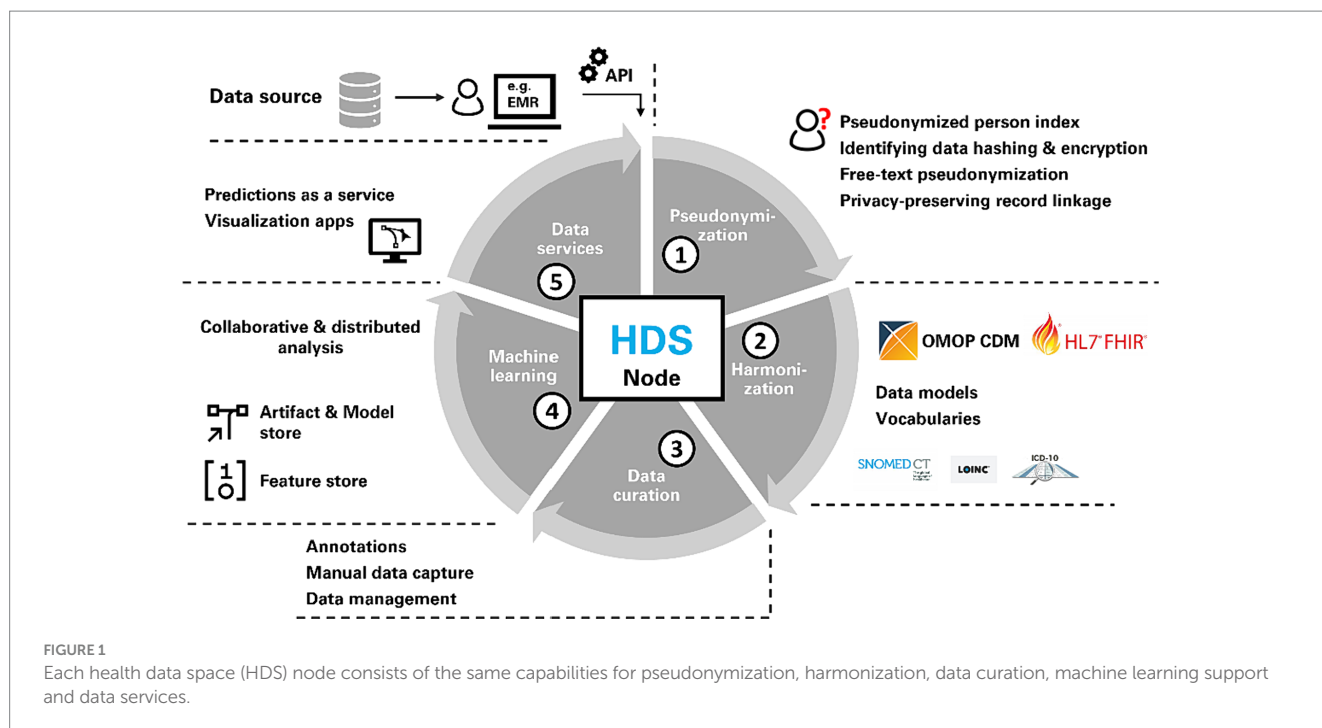 Data source
e.g.
EMR
API
Pseudonymized person index
Identifying data hashing & encryption
Free-text pseudonymization
Privacy-preserving record linkage
Predictions as a service
Visualization apps
Data
services
5
Pseudonymi-
zation
1
Collaborative & distributed
analysis
Artifact & Model
store
1
0
Feature store
Machine
learning
4
HDS
Node
2
Harmoni-
zation
OMOP CDM
HL7 FHIR
Data models
Vocabularies
SNOMED CT
LOINC
ICD-10
3
Data
curation
Annotations
Manual data capture
Data management
FIGURE 1
Each health data space (HDS) node consists of the same capabilities for pseudonymization, harmonization, data curation, machine learning support
and data services.